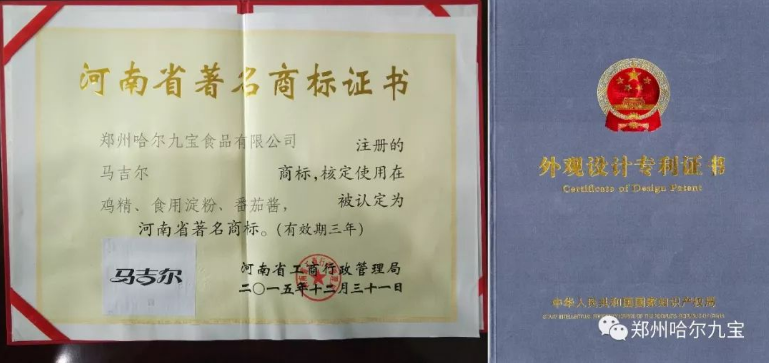 河南省著名商标证书
郑州哈尔九宝食品有限公司 注册的
马吉尔 商标,核定使用在
鸡精、食用淀粉、番茄酱, 被认定为
河南省著名商标。(有效期三年)
马吉尔
河南省工商行政管理局
二〇一五年十二月三十一日
外观设计专利证书
Certificate of Design Patent
中华人民共和国国家知识产权局
郑州哈尔九宝